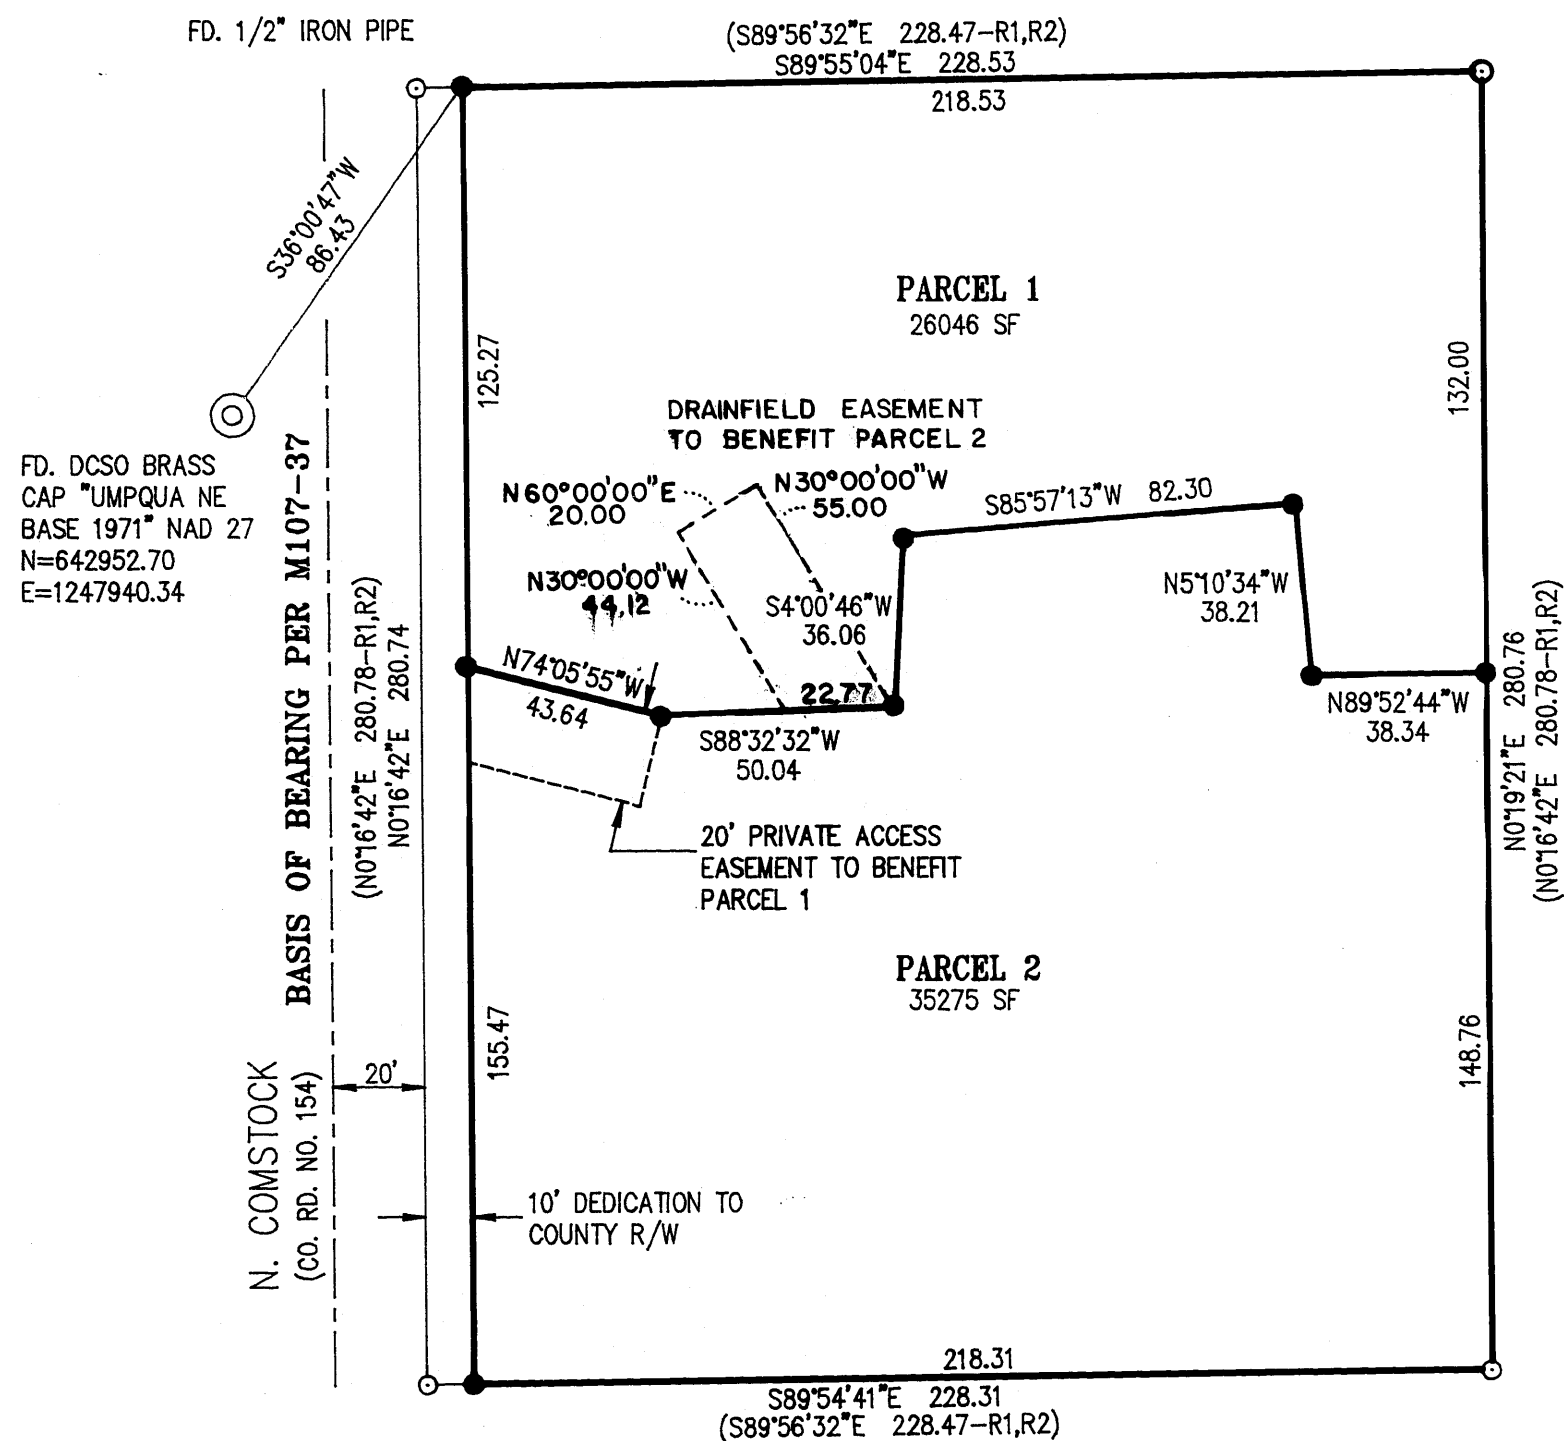 FD. 1/2" IRON PIPE
(S89°56'32"E 228.47-R1,R2)
S89°55'04"E 228.53
218.53
S36°00'47"W
86.43
PARCEL 1
26046 SF
125.27
132.00
DRAINFIELD EASEMENT
TO BENEFIT PARCEL 2
FD. DCSO BRASS
CAP "UMPQUA NE
BASE 1971" NAD 27
N=642952.70
E=1247940.34
BASIS OF BEARING PER M107-37
N60°00'00"E
20.00
N30°00'00"W
55.00
S85°57'13"W 82.30
N30°00'00"W
44.12
S4°00'46"W
36.06
N5°10'34"W
38.21
(N0°16'42"E 280.78-R1,R2)
N0°16'42"E 280.74
N74°05'55"W
43.64
22.77
S88°32'32"W
50.04
N89°52'44"W
38.34
N0°19'21"E 280.76
(N0°16'42"E 280.78-R1,R2)
20' PRIVATE ACCESS
EASEMENT TO BENEFIT
PARCEL 1
PARCEL 2
35275 SF
155.47
148.76
N. COMSTOCK
(CO. RD. NO. 154)
20'
10' DEDICATION TO
COUNTY R/W
218.31
S89°54'41"E 228.31
(S89°56'32"E 228.47-R1,R2)